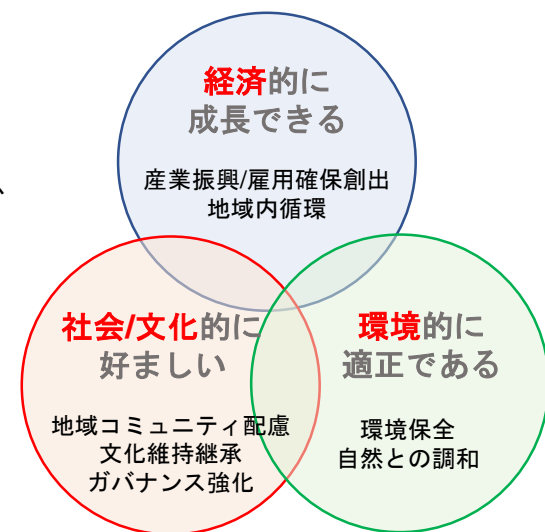 経済的に
成長できる
産業振興/雇用確保創出
地域内循環
、
社会/文化的に
好ましい
地域コミュニティ配慮
文化維持継承
ガバナンス強化
環境的に
適正である
環境保全
自然との調和